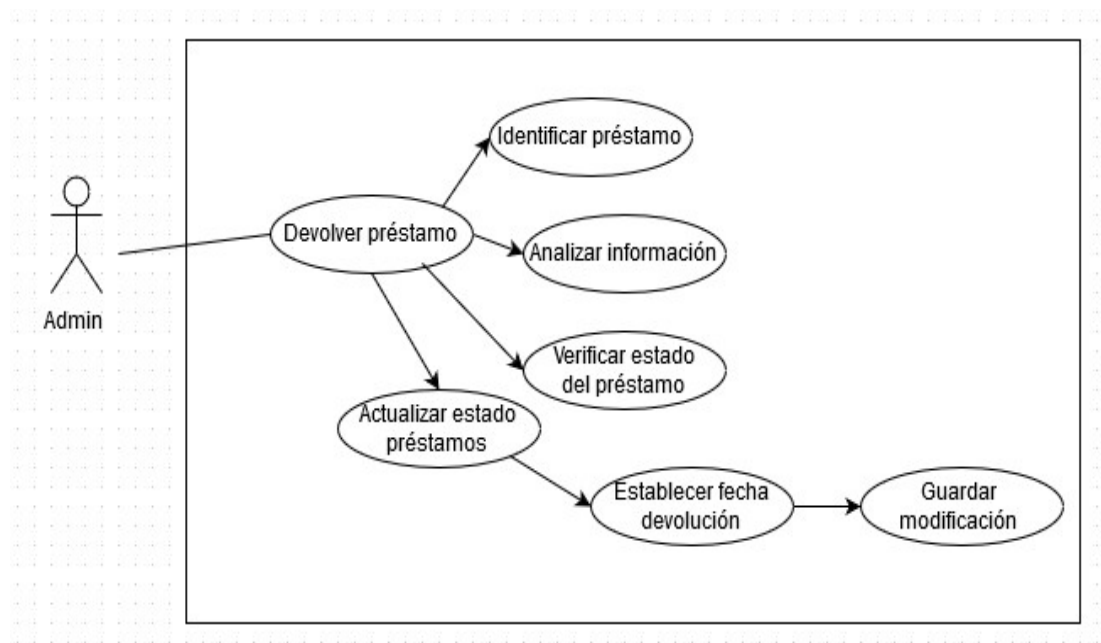 Identificar préstamo
Devolver préstamo
Analizar información
Admin
Verificar estado
del préstamo
Actualizar estado
préstamos
Establecer fecha
devolución
Guardar
modificación